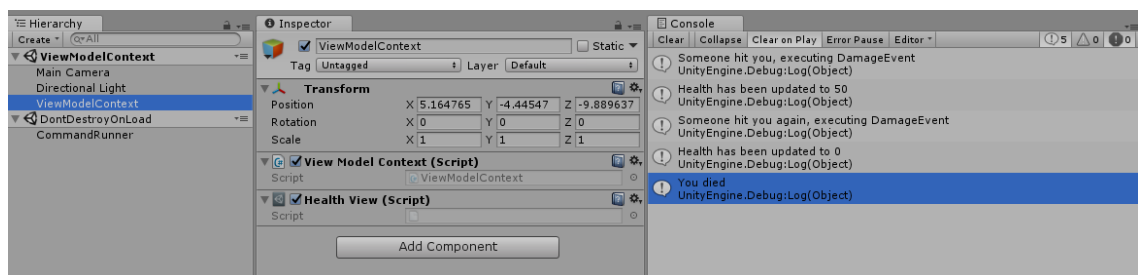 Hierarchy
Create
All
ViewModelContext
Main Camera
Directional Light
ViewModelContext
DontDestroyOnLoad
CommandRunner
Inspector
ViewModelContext
Static
Tag Untagged Layer Default
Transform
Position X 5.164765 Y -4.44547 Z -9.889637
Rotation X 0 Y 0 Z 0
Scale X 1 Y 1 Z 1
View Model Context (Script)
Script ViewModelContext
Health View (Script)
Script
Add Component
Console
Clear Collapse Clear on Play Error Pause Editor 5 0 0
Someone hit you, executing DamageEvent
UnityEngine.Debug:Log(Object)
Health has been updated to 50
UnityEngine.Debug:Log(Object)
Someone hit you again, executing DamageEvent
UnityEngine.Debug:Log(Object)
Health has been updated to 0
UnityEngine.Debug:Log(Object)
You died
UnityEngine.Debug:Log(Object)